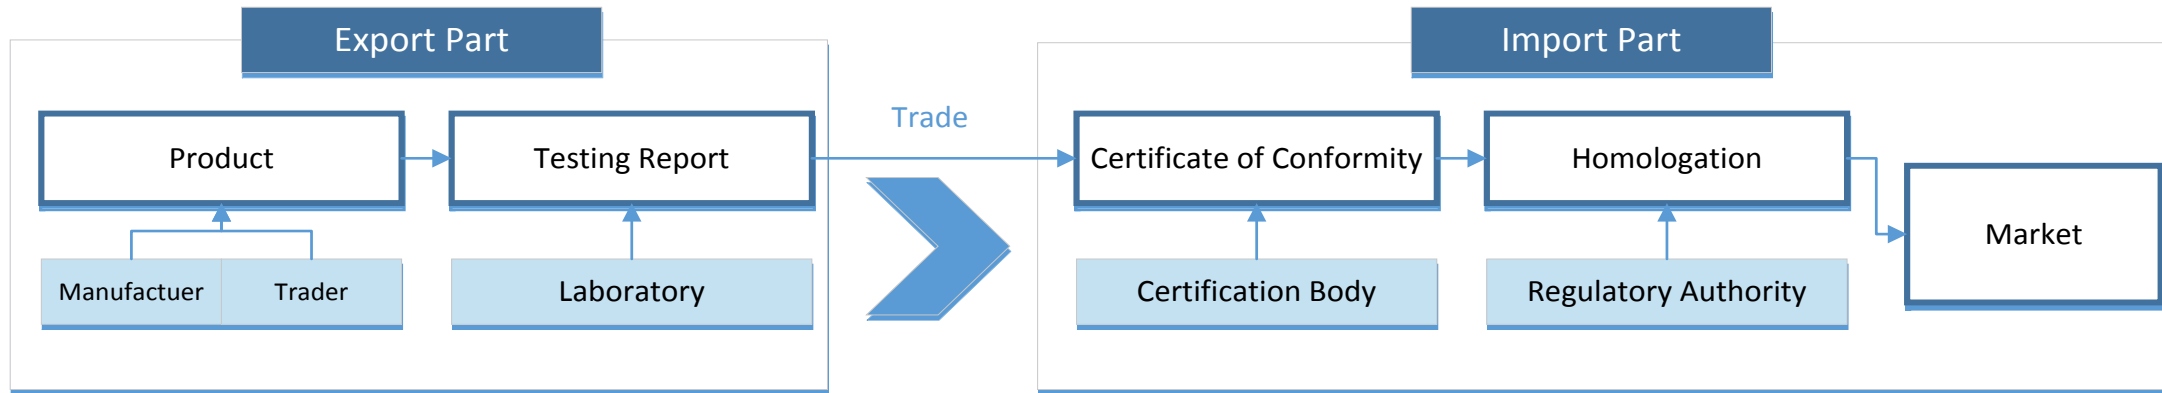 Export Part
Import Part
Trade
Product
Testing Report
Certificate of Conformity
Homologation
Market
Manufactuer
Trader
Laboratory
Certification Body
Regulatory Authority